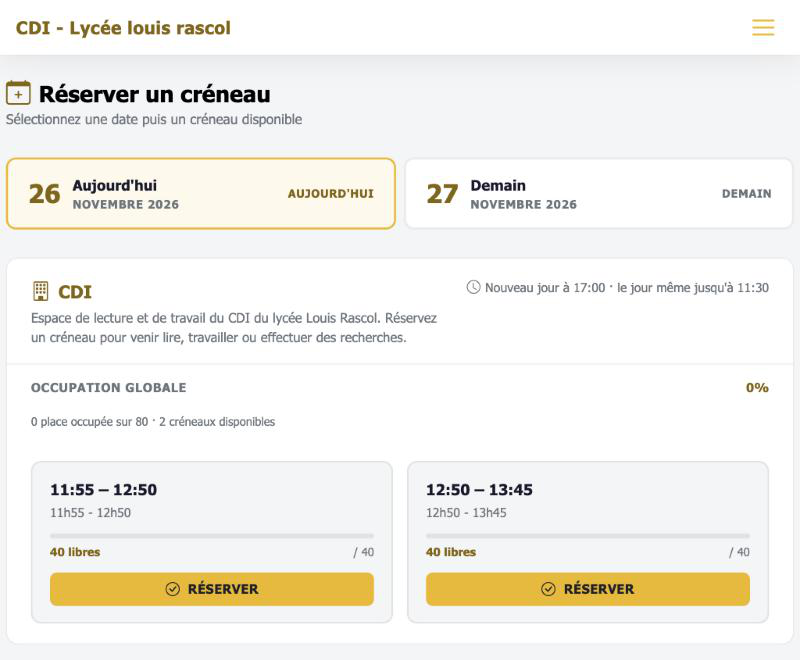 CDI - Lycée louis rascol
Réserver un créneau
Sélectionnez une date puis un créneau disponible
26 Aujourd'hui
NOVEMBRE 2026
AUJOURD'HUI
27 Demain
NOVEMBRE 2026
DEMAIN
CDI
Nouveau jour à 17:00 · le jour même jusqu'à 11:30
Espace de lecture et de travail du CDI du lycée Louis Rascol. Réservez
un créneau pour venir lire, travailler ou effectuer des recherches.
OCCUPATION GLOBALE
0%
0 place occupée sur 80 · 2 créneaux disponibles
11:55 – 12:50
11h55 - 12h50
40 libres
/ 40
RÉSERVER
12:50 – 13:45
12h50 - 13h45
40 libres
/ 40
RÉSERVER